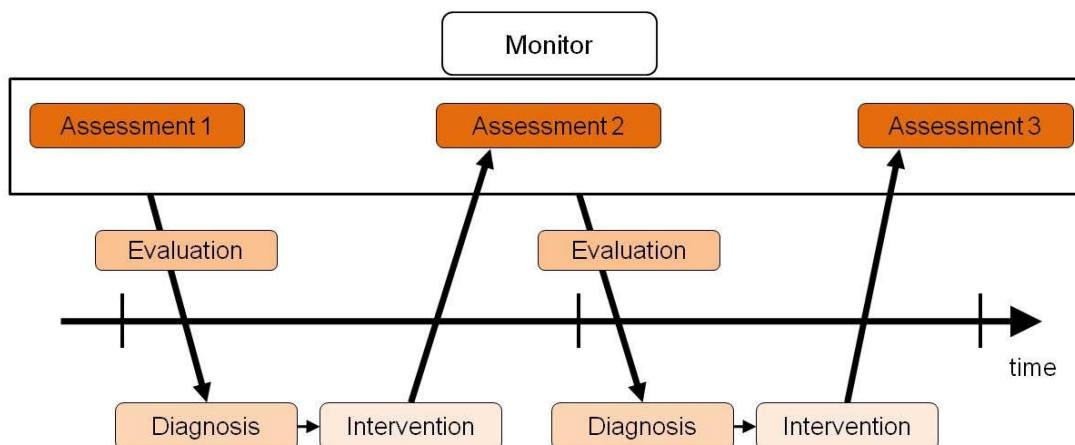 Monitor
Assessment 1
Assessment 2
Assessment 3
Evaluation
Evaluation
time
Diagnosis
Intervention
Diagnosis
Intervention